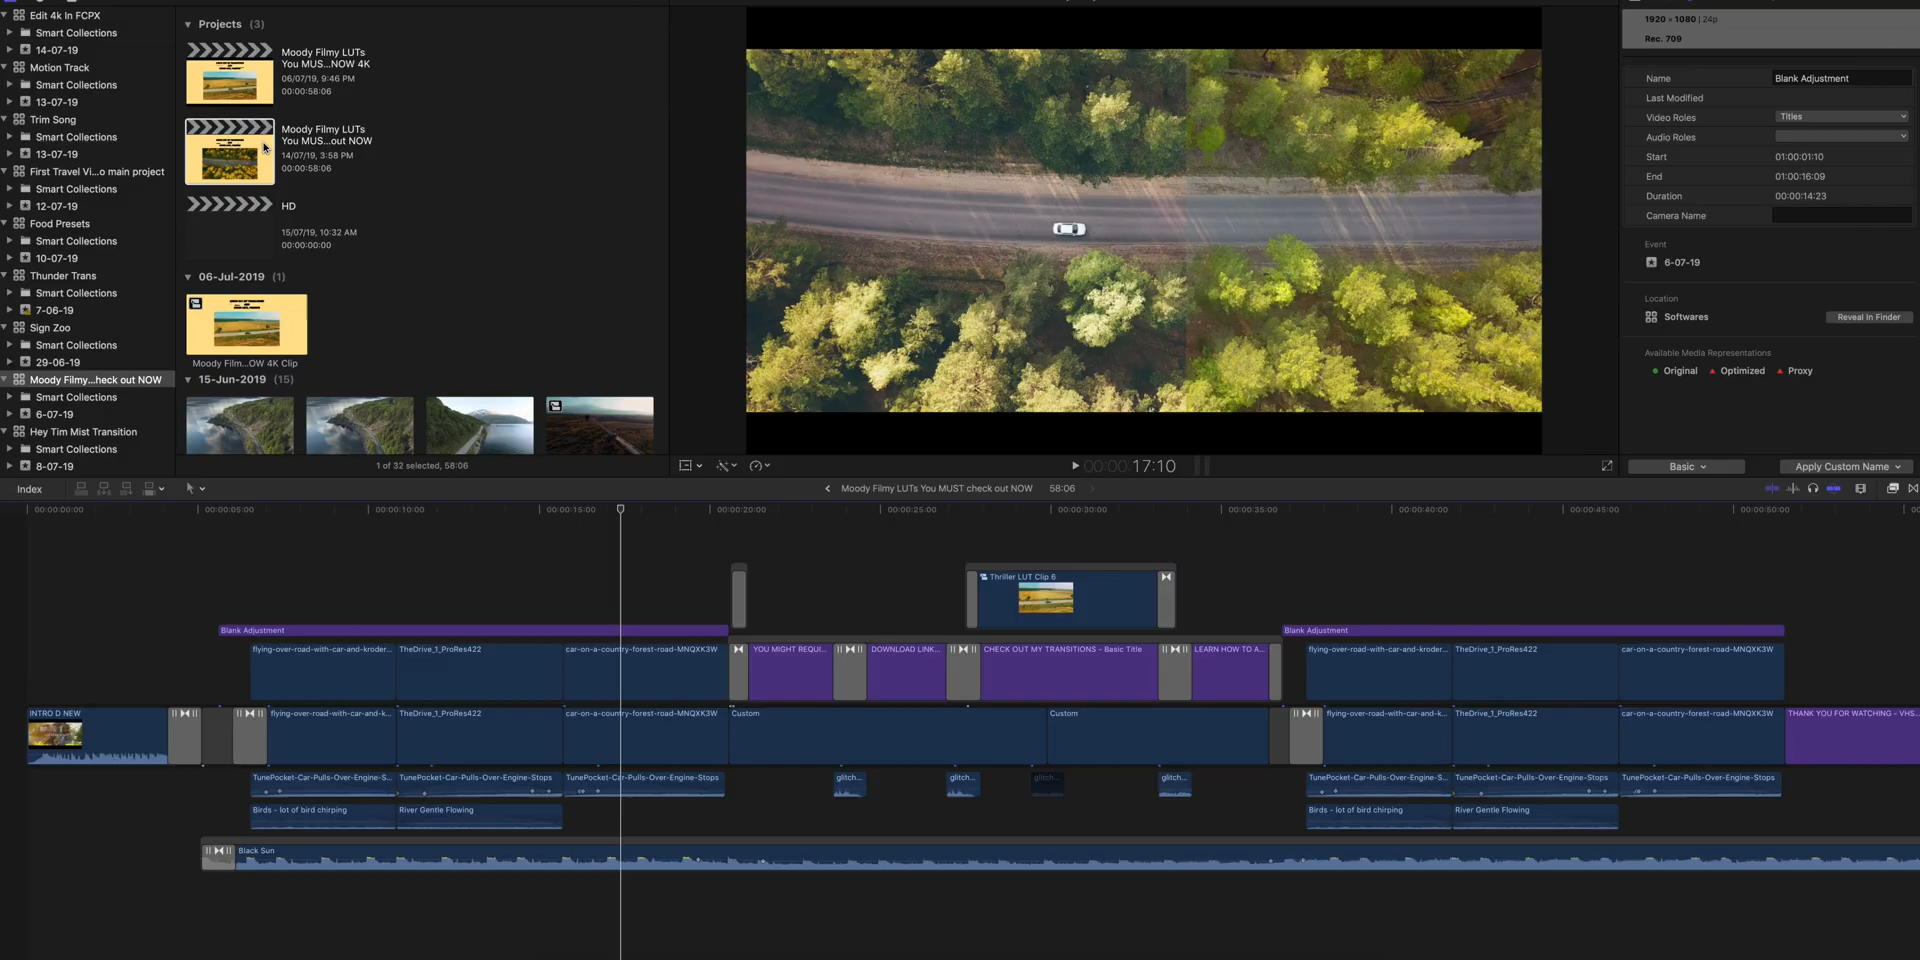 Edit 4k In FCPX
Smart Collections
14-07-19
Motion Track
Smart Collections
13-07-19
Trim Song
Smart Collections
13-07-19
First Travel Vi...o main project
Smart Collections
12-07-19
Food Presets
Smart Collections
10-07-19
Thunder Trans
Smart Collections
7-06-19
Sign Zoo
Smart Collections
29-06-19
Moody Filmy...heck out NOW
Smart Collections
6-07-19
Hey Tim Mist Transition
Smart Collections
8-07-19
Projects (3)
Moody Filmy LUTs
You MUS...NOW 4K
06/07/19, 9:46 PM
00:00:58:06
Moody Filmy LUTs
You MUS...out NOW
14/07/19, 3:58 PM
00:00:58:06
HD
15/07/19, 10:32 AM
00:00:00:00
06-Jul-2019 (1)
Moody Film...OW 4K Clip
15-Jun-2019 (15)
1 of 32 selected, 58:06
00:00:00:17:10
1920 × 1080 | 24p
Rec. 709
Name Blank Adjustment
Last Modified
Video Roles Titles
Audio Roles
Start 01:00:01:10
End 01:00:16:09
Duration 00:00:14:23
Camera Name
Event
6-07-19
Location
Softwares Reveal In Finder
Available Media Representations
Original Optimized Proxy
Basic Apply Custom Name
Index
Moody Filmy LUTs You MUST check out NOW 58:06
00:00:00:00 00:00:05:00 00:00:10:00 00:00:15:00 00:00:20:00 00:00:25:00 00:00:30:00 00:00:35:00 00:00:40:00 00:00:45:00 00:00:50:00
Thriller LUT Clip 6
Blank Adjustment Blank Adjustment
flying-over-road-with-car-and-kroder... TheDrive_1_ProRes422 car-on-a-country-forest-road-MNQXK3W YOU MIGHT REQUI... DOWNLOAD LINK... CHECK OUT MY TRANSITIONS - Basic Title LEARN HOW TO A... flying-over-road-with-car-and-kroder... TheDrive_1_ProRes422 car-on-a-country-forest-road-MNQXK3W
INTRO D NEW flying-over-road-with-car-and-k... TheDrive_1_ProRes422 car-on-a-country-forest-road-MNQXK3W Custom Custom flying-over-road-with-car-and-k... TheDrive_1_ProRes422 car-on-a-country-forest-road-MNQXK3W THANK YOU FOR WATCHING - VHS...
TunePocket-Car-Pulls-Over-Engine-S... TunePocket-Car-Pulls-Over-Engine-Stops TunePocket-Car-Pulls-Over-Engine-Stops glitch... glitch... glitch... glitch... TunePocket-Car-Pulls-Over-Engine-S... TunePocket-Car-Pulls-Over-Engine-Stops TunePocket-Car-Pulls-Over-Engine-Stops
Birds - lot of bird chirping River Gentle Flowing Birds - lot of bird chirping River Gentle Flowing
Black Sun